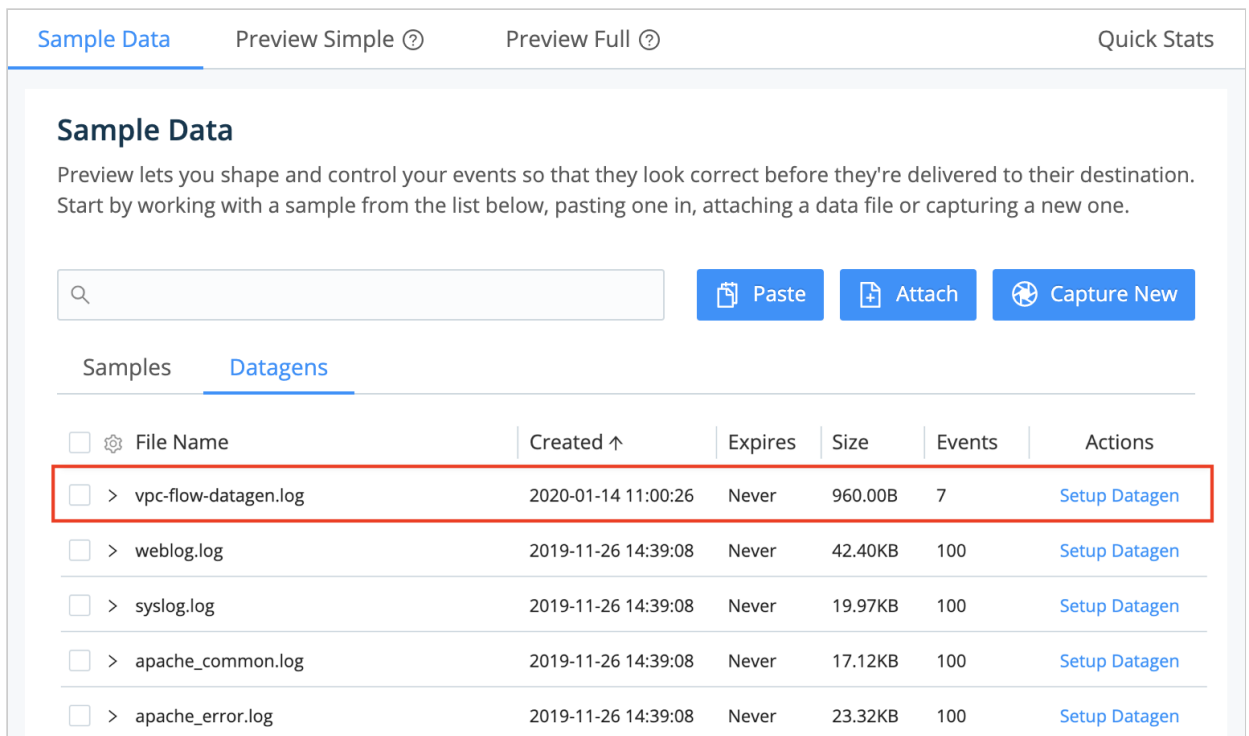 Sample Data Preview Simple ? Preview Full ? Quick Stats
Sample Data
Preview lets you shape and control your events so that they look correct before they're delivered to their destination.
Start by working with a sample from the list below, pasting one in, attaching a data file or capturing a new one.
Paste Attach Capture New
Samples Datagens
File Name Created ↑ Expires Size Events Actions
> vpc-flow-datagen.log 2020-01-14 11:00:26 Never 960.00B 7 Setup Datagen
> weblog.log 2019-11-26 14:39:08 Never 42.40KB 100 Setup Datagen
> syslog.log 2019-11-26 14:39:08 Never 19.97KB 100 Setup Datagen
> apache_common.log 2019-11-26 14:39:08 Never 17.12KB 100 Setup Datagen
> apache_error.log 2019-11-26 14:39:08 Never 23.32KB 100 Setup Datagen